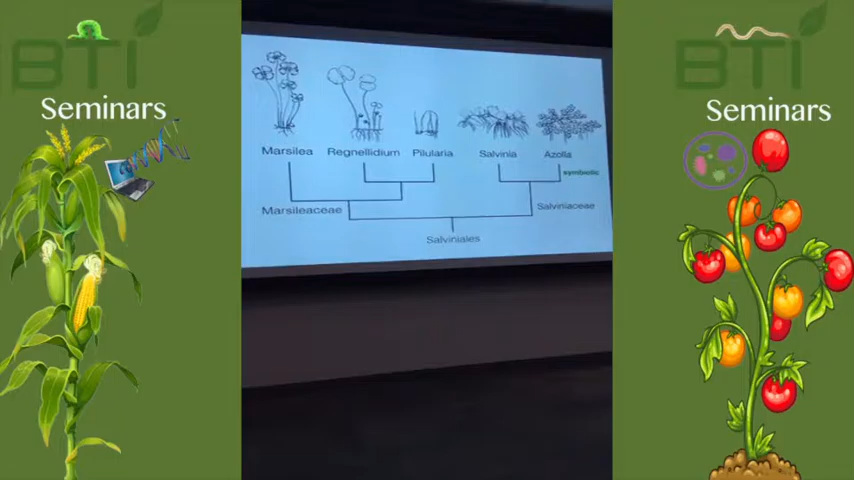 BTI
Seminars
BTI
Seminars
Marsilea
Regnellidium
Pilularia
Salvinia
Azolla
symbiotic
Marsileaceae
Salviniaceae
Salviniales